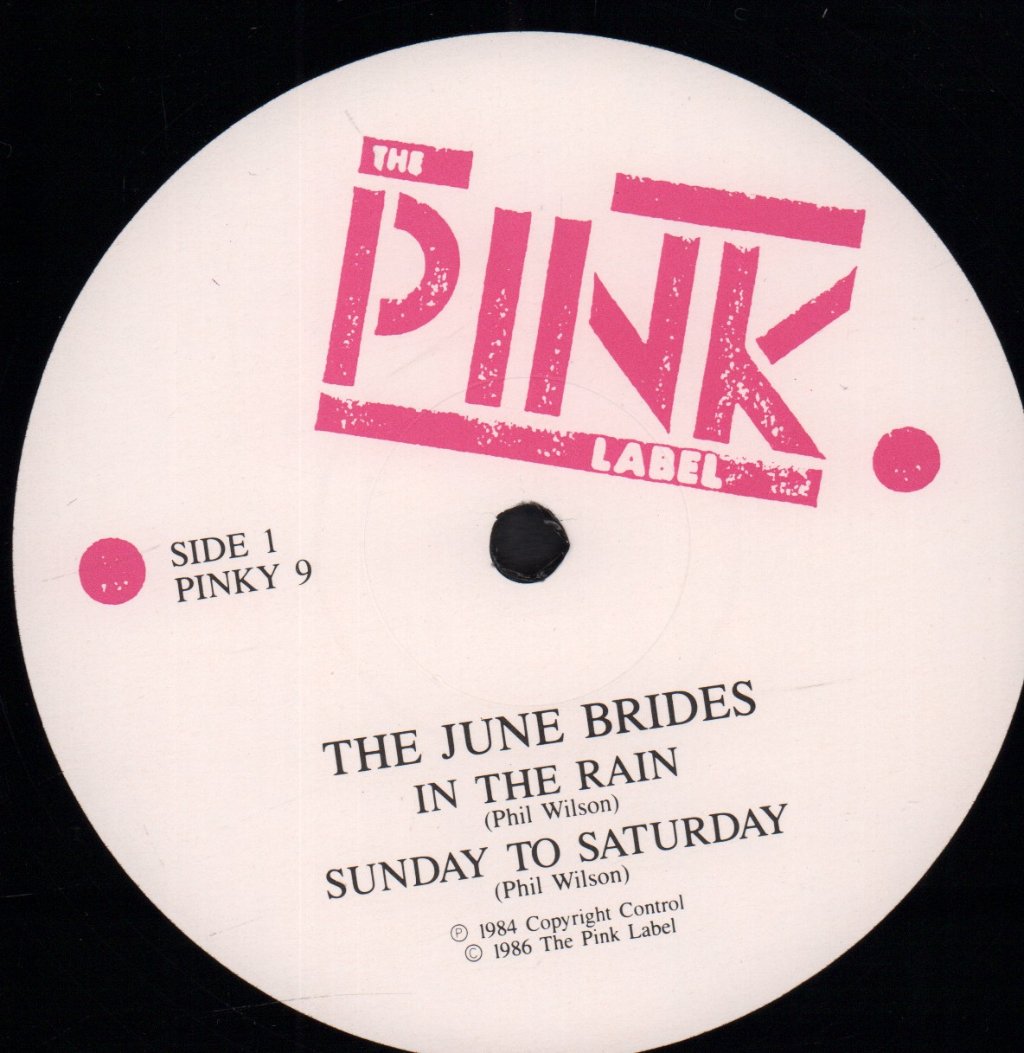 THE
PINK
LABEL
SIDE 1
PINKY 9
THE JUNE BRIDES
IN THE RAIN
(Phil Wilson)
SUNDAY TO SATURDAY
(Phil Wilson)
℗ 1984 Copyright Control
© 1986 The Pink Label